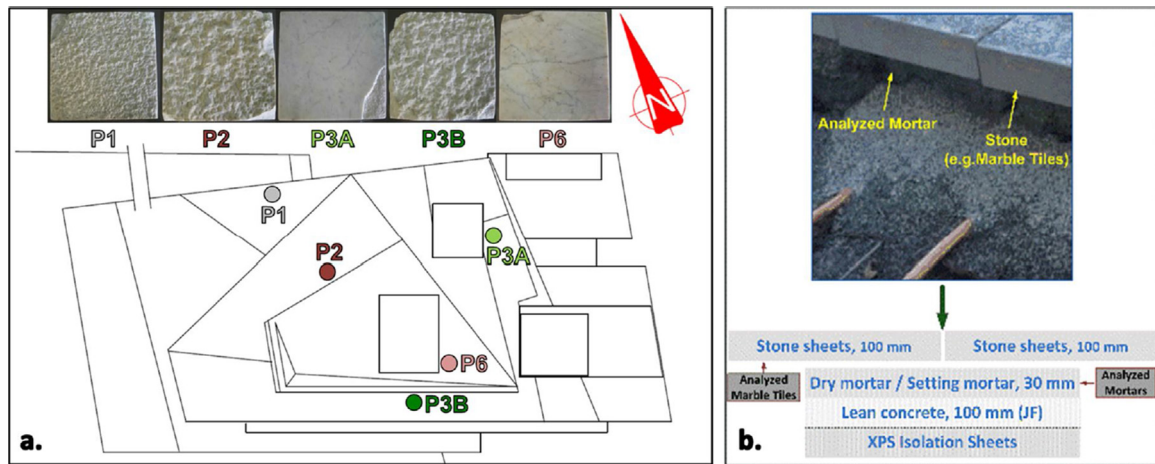 a.
P1
P2
P3A
P3B
P6
N
P1
P2
P3A
P6
P3B
b.
Analyzed Mortar
Stone
(e.g.Marble Tiles)
Stone sheets, 100 mm
Stone sheets, 100 mm
Analyzed
Marble Tiles
Dry mortar / Setting mortar, 30 mm
Analyzed
Mortars
Lean concrete, 100 mm (JF)
XPS Isolation Sheets